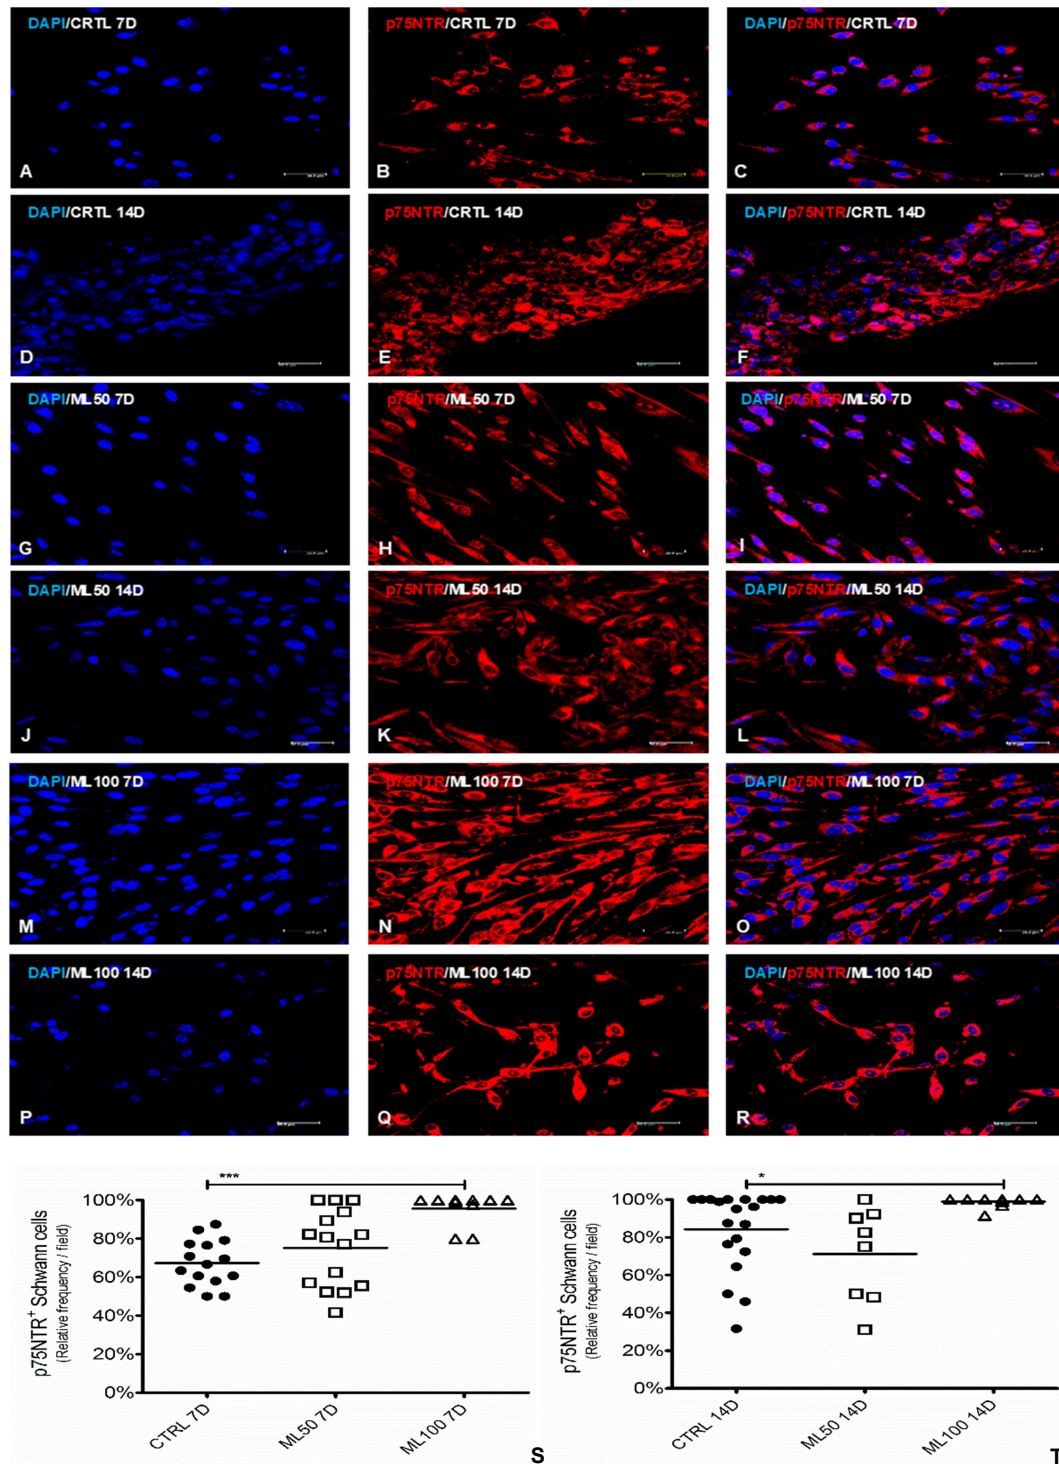 DAPI/CRTL 7D
p75NTR/CRTL 7D
DAPI/p75NTR/CRTL 7D
A
B
C
DAPI/CRTL 14D
p75NTR/CRTL 14D
DAPI/p75NTR/CRTL 14D
D
E
F
DAPI/ML50 7D
p75NTR/ML50 7D
DAPI/p75NTR/ML50 7D
G
H
I
DAPI/ML50 14D
p75NTR/ML50 14D
DAPI/p75NTR/ML50 14D
J
K
L
DAPI/ML100 7D
p75NTR/ML100 7D
DAPI/p75NTR/ML100 7D
M
N
O
DAPI/ML100 14D
p75NTR/ML100 14D
DAPI/p75NTR/ML100 14D
P
Q
R
p75NTR+ Schwann cells
(Relative frequency / field)
***
100%
80%
60%
40%
20%
0%
CTRL 7D
ML50 7D
ML100 7D
S
p75NTR+ Schwann cells
(Relative frequency/ field)
*
100%
80%
60%
40%
20%
0%
CTRL 14D
ML50 14D
ML100 14D
T